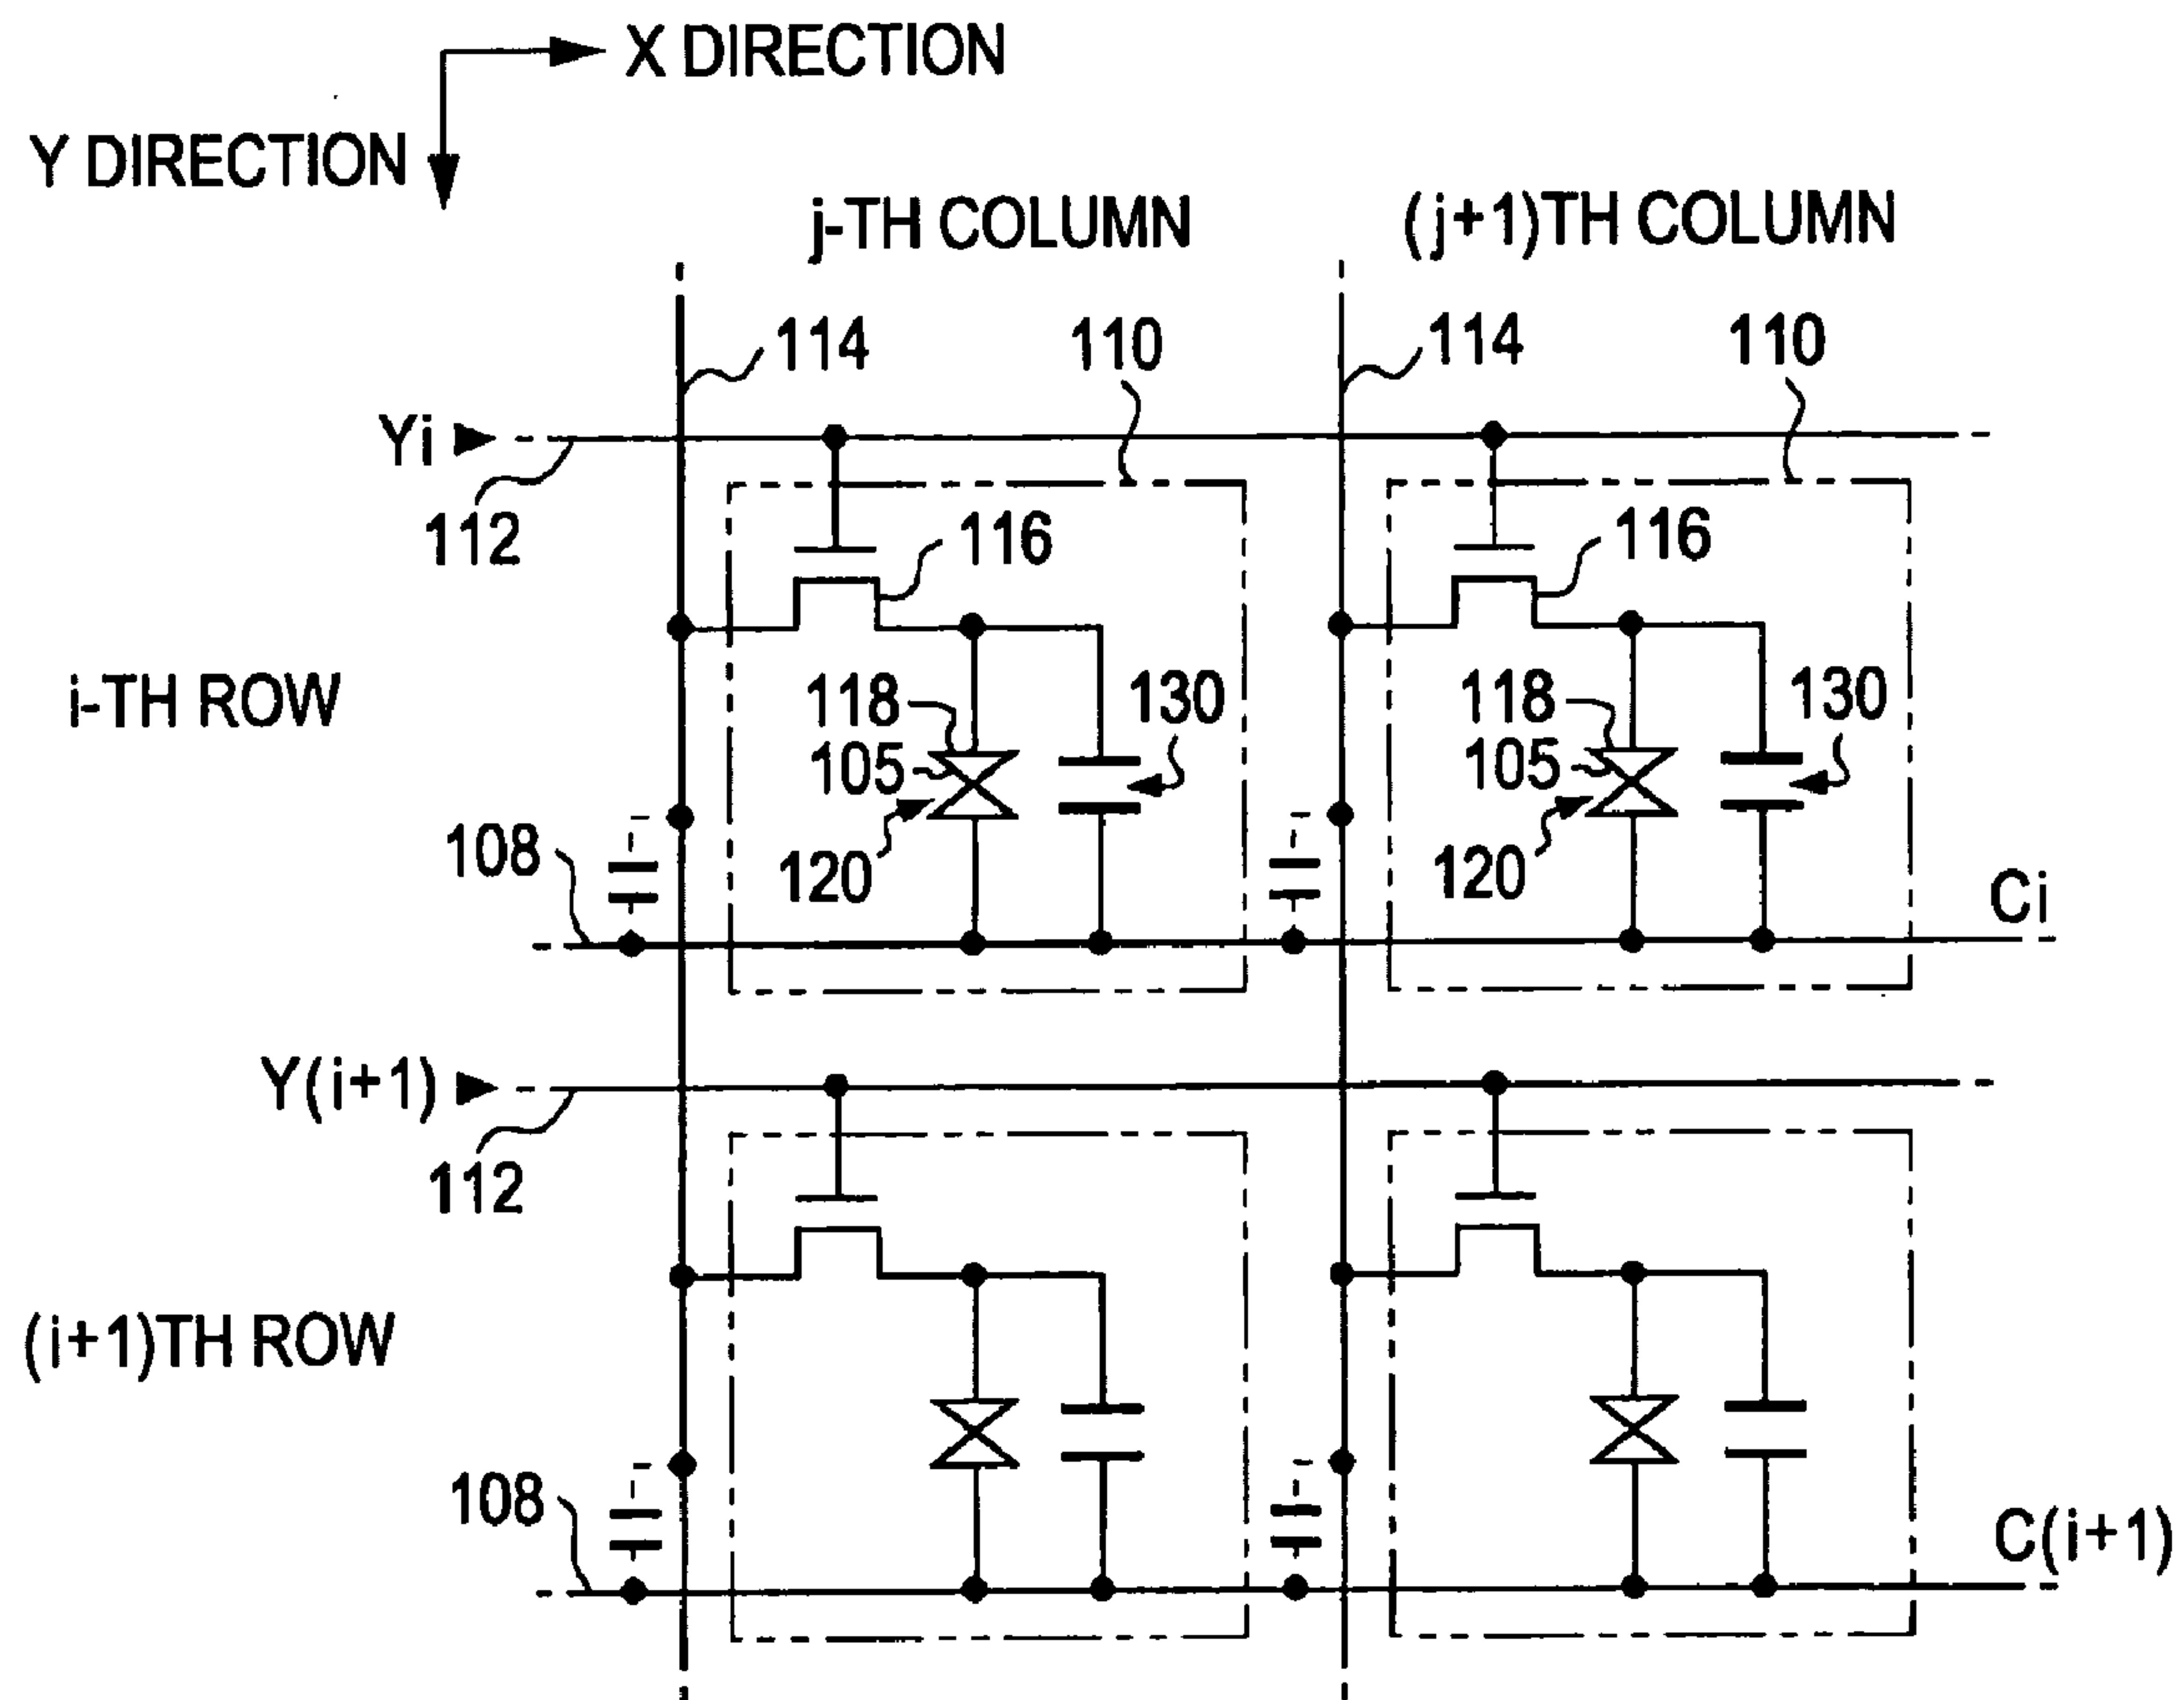 X DIRECTION
Y DIRECTION
j-TH COLUMN
(j+1)TH COLUMN
114
110
114
110
Yi
112
116
116
i-TH ROW
118
130
118
130
105
105
108
120
120
Ci
Y(i+1)
112
(i+1)TH ROW
108
C(i+1)